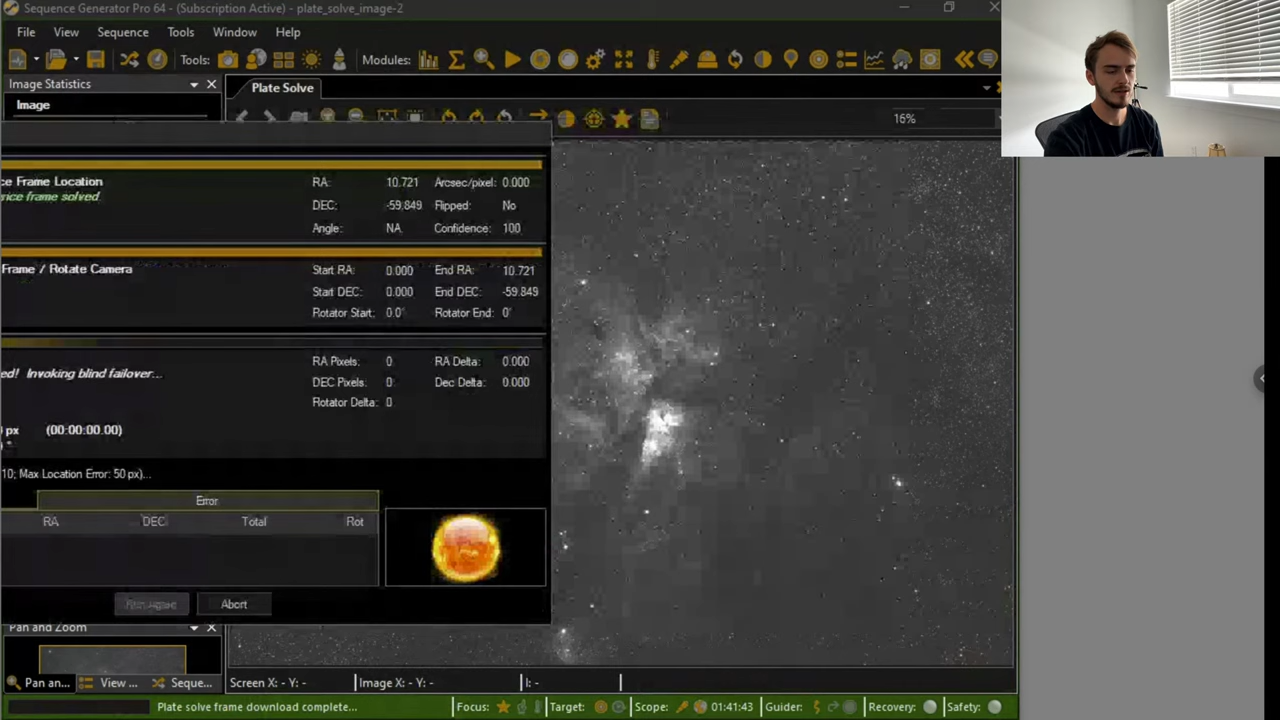 Sequence Generator Pro 64 - (Subscription Active) - plate_solve_image-2
File View Sequence Tools Window Help
Tools: Modules:
Image Statistics
Plate Solve
Image
16%
ce Frame Location
rice frame solved
RA: 10.721 Arcsec/pixel: 0.000
DEC: -59.849 Flipped: No
Angle: NA Confidence: 100
Frame / Rotate Camera
Start RA: 0.000 End RA: 10.721
Start DEC: 0.000 End DEC: -59.849
Rotator Start: 0.0° Rotator End: 0°
RA Pixels: 0 RA Delta: 0.000
ed! Invoking blind failover...
DEC Pixels: 0 Dec Delta: 0.000
Rotator Delta: 0
px (00:00:00.00)
10; Max Location Error: 50 px)...
Error
RA DEC Total Rot
Abort
Pan and Zoom
Pan an... View ... Seque...
Screen X: - Y: - Image X: - Y: - I: -
Plate solve frame download complete...
Focus: Target: Scope: 01:41:43 Guider: Recovery: Safety: